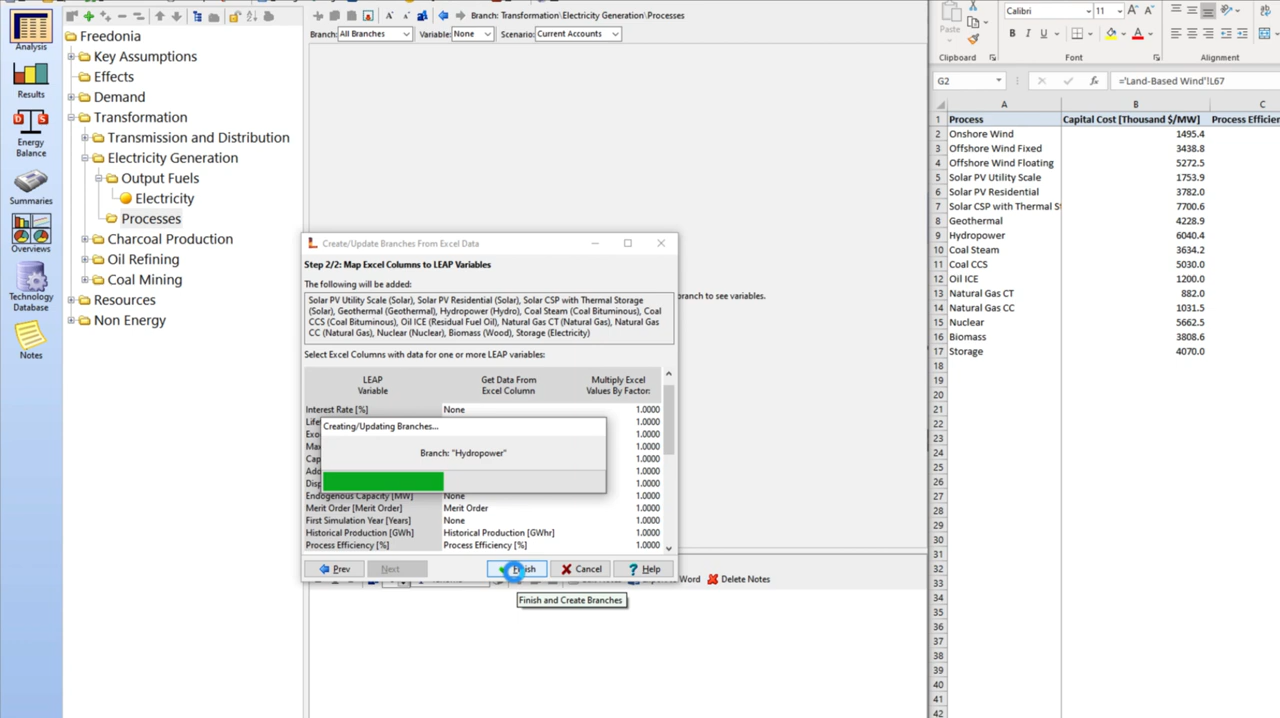 Branch: Transformation\Electricity Generation\Processes
Branch: All Branches Variable: None Scenario: Current Accounts
Analysis
Results
Energy
Balance
Summaries
Overviews
Technology
Database
Notes
Freedonia
Key Assumptions
Effects
Demand
Transformation
Transmission and Distribution
Electricity Generation
Output Fuels
Electricity
Processes
Charcoal Production
Oil Refining
Coal Mining
Resources
Non Energy
Create/Update Branches From Excel Data
Step 2/2: Map Excel Columns to LEAP Variables
The following will be added:
Solar PV Utility Scale (Solar), Solar PV Residential (Solar), Solar CSP with Thermal Storage
(Solar), Geothermal (Geothermal), Hydropower (Hydro), Coal Steam (Coal Bituminous), Coal
CCS (Coal Bituminous), Oil ICE (Residual Fuel Oil), Natural Gas CT (Natural Gas), Natural Gas
CC (Natural Gas), Nuclear (Nuclear), Biomass (Wood), Storage (Electricity)
Select Excel Columns with data for one or more LEAP variables:
LEAP
Variable
Get Data From
Excel Column
Multiply Excel
Values By Factor:
Interest Rate [%] None 1.0000
Life 1.0000
Exo 1.0000
Max 1.0000
Cap 1.0000
Add 1.0000
Disp 1.0000
Endogenous Capacity [MW] None 1.0000
Merit Order [Merit Order] Merit Order 1.0000
First Simulation Year [Years] None 1.0000
Historical Production [GWh] Historical Production [GWhr] 1.0000
Process Efficiency [%] Process Efficiency [%] 1.0000
Creating/Updating Branches...
Branch: "Hydropower"
Prev Next Finish Cancel Help
Finish and Create Branches
ranch to see variables.
Word Delete Notes
Paste
Clipboard
Calibri 11
B I U
Font
Alignment
G2 fx ='Land-Based Wind'!L67
A B C
1 Process Capital Cost [Thousand $/MW] Process Efficien
2 Onshore Wind 1495.4
3 Offshore Wind Fixed 3438.8
4 Offshore Wind Floating 5272.5
5 Solar PV Utility Scale 1753.9
6 Solar PV Residential 3782.0
7 Solar CSP with Thermal St 7700.6
8 Geothermal 4228.9
9 Hydropower 6040.4
10 Coal Steam 3634.2
11 Coal CCS 5030.0
12 Oil ICE 1200.0
13 Natural Gas CT 882.0
14 Natural Gas CC 1031.5
15 Nuclear 5662.5
16 Biomass 3808.6
17 Storage 4070.0
18
19
20
21
22
23
24
25
26
27
28
29
30
31
32
33
34
35
36
37
38
39
40
41
42